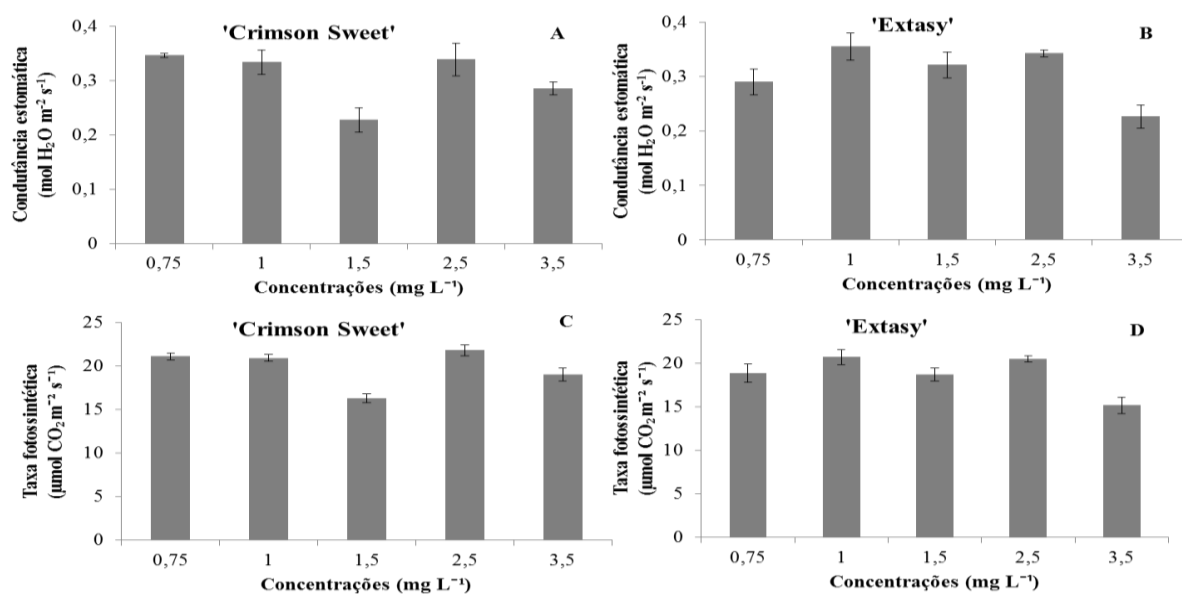 'Crimson Sweet'
A
Condutância estomática
(mol H₂O m⁻² s⁻¹)
0,4
0,3
0,2
0,1
0
0,75 1 1,5 2,5 3,5
Concentrações (mg L⁻¹)
'Extasy'
B
Condutância estomática
(mol H₂O m⁻² s⁻¹)
0,4
0,3
0,2
0,1
0
0,75 1 1,5 2,5 3,5
Concentrações (mg L⁻¹)
'Crimson Sweet'
C
Taxa fotossintética
(µmol CO₂ m⁻² s⁻¹)
25
20
15
10
5
0
0,75 1 1,5 2,5 3,5
Concentrações (mg L⁻¹)
'Extasy'
D
Taxa fotossintética
(µmol CO₂ m⁻² s⁻¹)
25
20
15
10
5
0
0,75 1 1,5 2,5 3,5
Concentrações (mg L⁻¹)